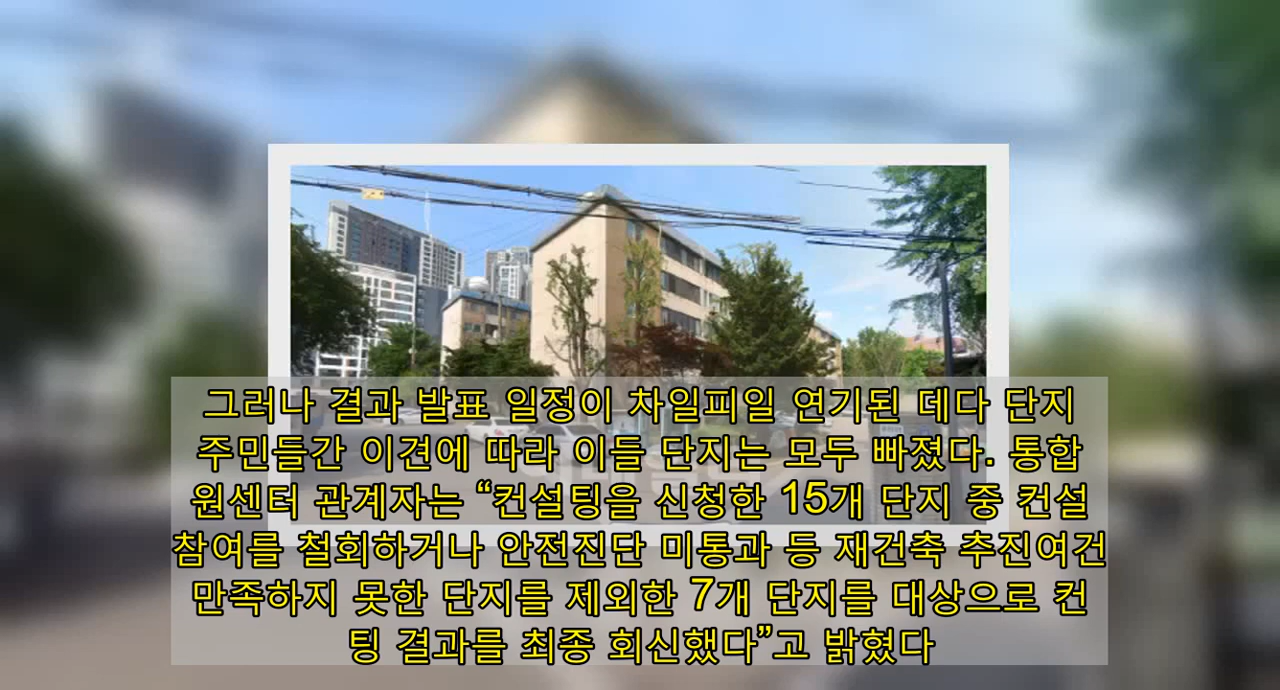 그러나 결과 발표 일정이 차일피일 연기된 데다 단지
주민들간 이견에 따라 이들 단지는 모두 빠졌다. 통합
원센터 관계자는 “컨설팅을 신청한 15개 단지 중 컨설
참여를 철회하거나 안전진단 미통과 등 재건축 추진여건
만족하지 못한 단지를 제외한 7개 단지를 대상으로 컨
팅 결과를 최종 회신했다”고 밝혔다